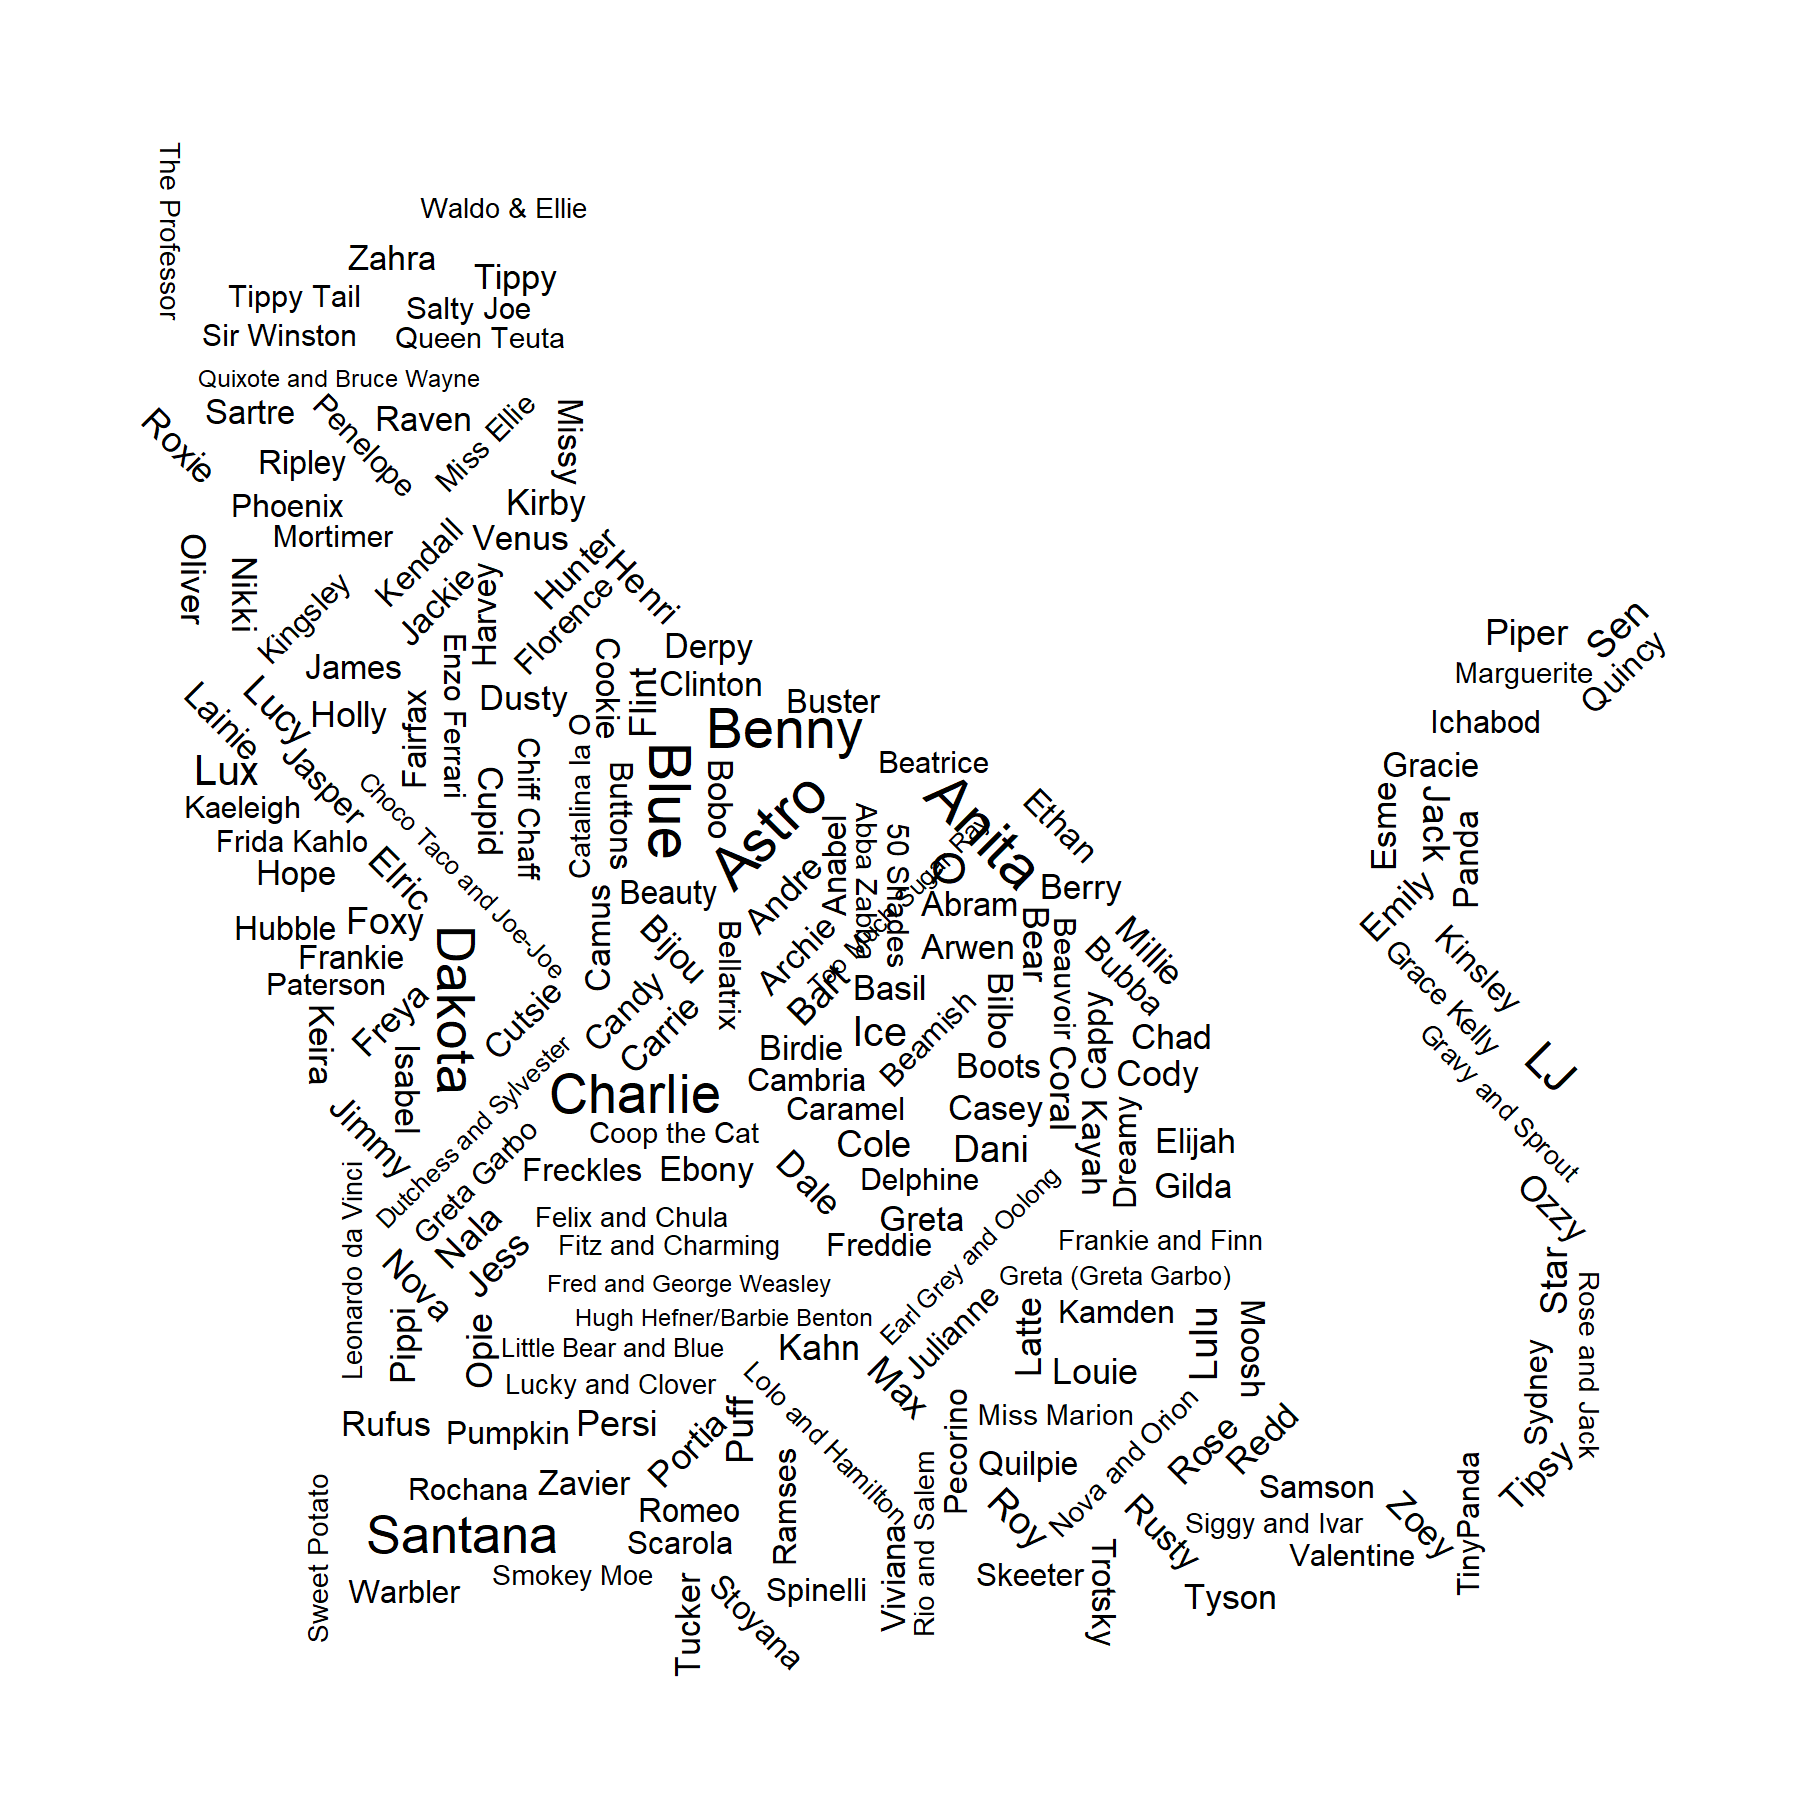 The Professor
Waldo & Ellie
Zahra
Tippy
Tippy Tail
Salty Joe
Sir Winston
Queen Teuta
Quixote and Bruce Wayne
Sartre
Penelope
Raven
Miss Ellie
Missy
Roxie
Ripley
Phoenix
Kirby
Mortimer
Kendall
Venus
Hunter
Henri
Oliver
Nikki
Kingsley
Jackie
Harvey
Florence
James
Enzo Ferrari
Cookie
Derpy
Flint
Clinton
Piper
Sen
Marguerite
Quincy
Lainie
Lucy
Holly
Fairfax
Dusty
Buster
Benny
Ichabod
Lux
Jasper
Cupid
Chiff Chaff
Catalina la O
Buttons
Blue
Bobo
Astro
Beatrice
Anita
Ethan
Gracie
Esme
Jack
Panda
Kaeleigh
Choco Taco and Joe-Joe
Frida Kahlo
Hope
Elric
Beauty
Andre
Anabel
Abba Zabba
50 Shades
Too Much Sugar Ray
O
Abram
Berry
Emily
Hubble
Foxy
Dakota
Camus
Bijou
Bellatrix
Archie
Arwen
Bear
Beauvoir
Millie
Bubba
Kinsley
Frankie
Paterson
Keira
Freya
Cutsie
Candy
Carrie
Bart
Basil
Bilbo
Cappy
Grace Kelly
Isabel
Ice
Beamish
Chad
Birdie
Cambria
Boots
Coral
Cody
Gravy and Sprout
LJ
Charlie
Caramel
Casey
Kayah
Dreamy
Jimmy
Dutchess and Sylvester
Greta Garbo
Coop the Cat
Cole
Dani
Elijah
Freckles
Ebony
Dale
Delphine
Gilda
Ozzy
Leonardo da Vinci
Nala
Felix and Chula
Greta
Earl Grey and Oolong
Nova
Jess
Fitz and Charming
Freddie
Frankie and Finn
Star
Fred and George Weasley
Greta (Greta Garbo)
Rose and Jack
Pippi
Opie
Hugh Hefner/Barbie Benton
Julianne
Latte
Kamden
Lulu
Moosh
Little Bear and Blue
Kahn
Max
Louie
Sydney
Lucky and Clover
Lolo and Hamilton
Rufus
Pumpkin
Persi
Portia
Puff
Pecorino
Miss Marion
Nova and Orion
Rose
Redd
Tipsy
Sweet Potato
Rochana
Zavier
Ramses
Rio and Salem
Quilpie
Samson
Zoey
TinyPanda
Santana
Romeo
Scarola
Viviana
Roy
Rusty
Siggy and Ivar
Valentine
Warbler
Smokey Moe
Tucker
Stoyana
Spinelli
Skeeter
Trotsky
Tyson